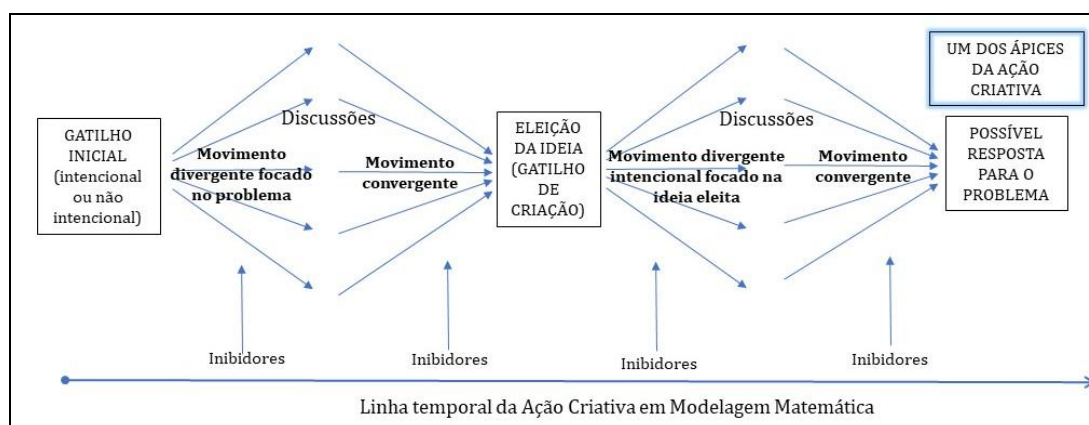 GATILHO
INICIAL
(intencional
ou não
intencional)
Discussões
Movimento
divergente focado
no problema
Movimento
convergente
ELEIÇÃO
DA IDEIA
(GATILHO
DE
CRIAÇÃO)
Discussões
Movimento divergente
intencional focado na
ideia eleita
Movimento
convergente
UM DOS ÁPICES
DA AÇÃO
CRIATIVA
POSSÍVEL
RESPOSTA
PARA O
PROBLEMA
Inibidores
Inibidores
Inibidores
Inibidores
Linha temporal da Ação Criativa em Modelagem Matemática